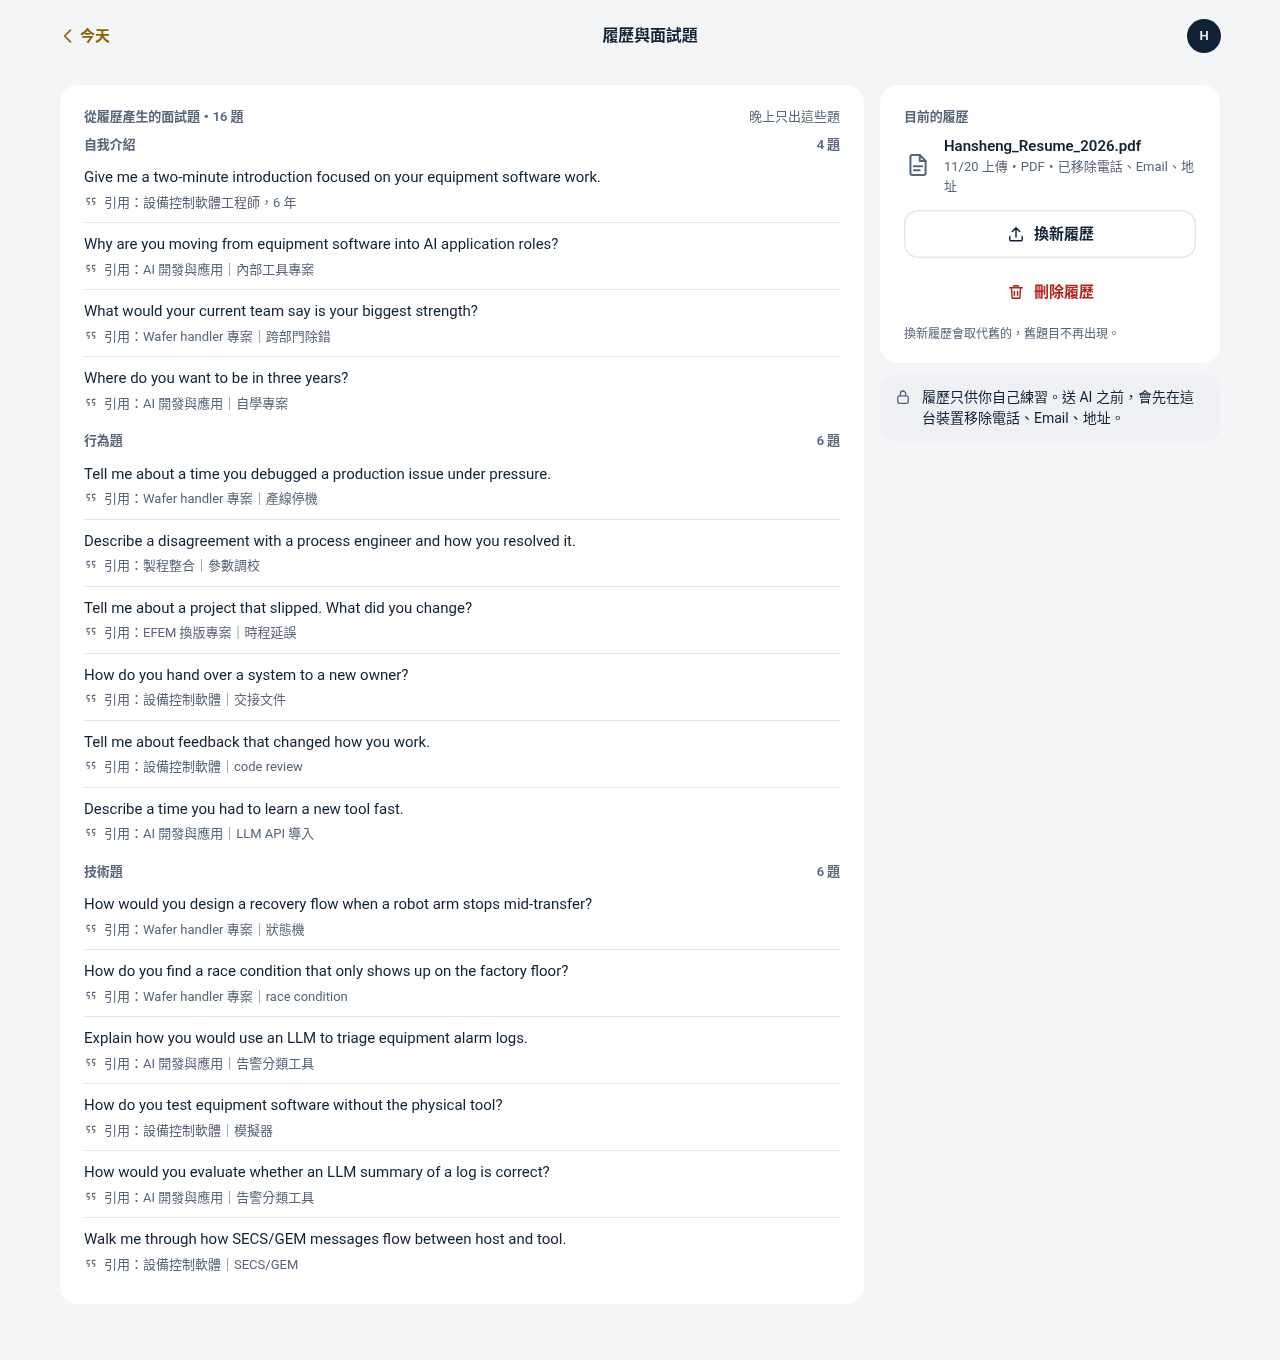 今天
履歷與面試題
H
從履歷產生的面試題・16 題
晚上只出這些題
自我介紹
4 題
Give me a two-minute introduction focused on your equipment software work.
引用：設備控制軟體工程師，6 年
Why are you moving from equipment software into AI application roles?
引用：AI 開發與應用｜內部工具專案
What would your current team say is your biggest strength?
引用：Wafer handler 專案｜跨部門除錯
Where do you want to be in three years?
引用：AI 開發與應用｜自學專案
行為題
6 題
Tell me about a time you debugged a production issue under pressure.
引用：Wafer handler 專案｜產線停機
Describe a disagreement with a process engineer and how you resolved it.
引用：製程整合｜參數調校
Tell me about a project that slipped. What did you change?
引用：EFEM 換版專案｜時程延誤
How do you hand over a system to a new owner?
引用：設備控制軟體｜交接文件
Tell me about feedback that changed how you work.
引用：設備控制軟體｜code review
Describe a time you had to learn a new tool fast.
引用：AI 開發與應用｜LLM API 導入
技術題
6 題
How would you design a recovery flow when a robot arm stops mid-transfer?
引用：Wafer handler 專案｜狀態機
How do you find a race condition that only shows up on the factory floor?
引用：Wafer handler 專案｜race condition
Explain how you would use an LLM to triage equipment alarm logs.
引用：AI 開發與應用｜告警分類工具
How do you test equipment software without the physical tool?
引用：設備控制軟體｜模擬器
How would you evaluate whether an LLM summary of a log is correct?
引用：AI 開發與應用｜告警分類工具
Walk me through how SECS/GEM messages flow between host and tool.
引用：設備控制軟體｜SECS/GEM
目前的履歷
Hansheng_Resume_2026.pdf
11/20 上傳・PDF・已移除電話、Email、地
址
換新履歷
刪除履歷
換新履歷會取代舊的，舊題目不再出現。
履歷只供你自己練習。送 AI 之前，會先在這
台裝置移除電話、Email、地址。